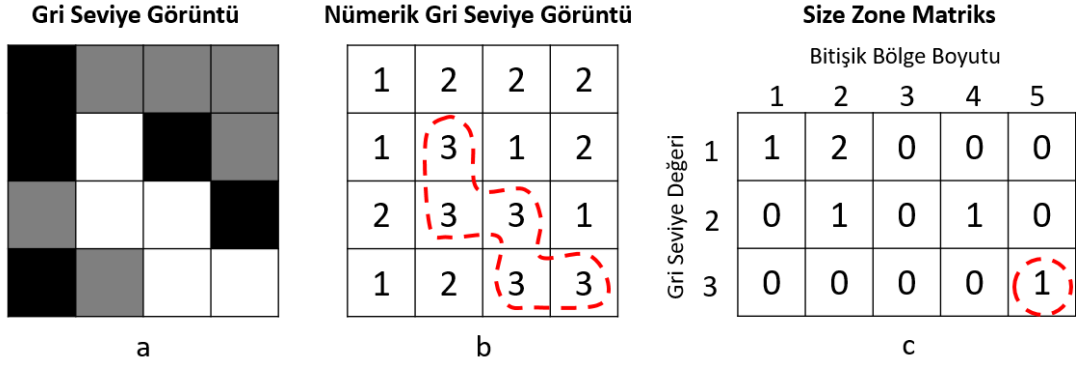 Gri Seviye Görüntü
Nümerik Gri Seviye Görüntü
Size Zone Matriks
1 2 2 2
1 3 1 2
2 3 3 1
1 2 3 3
Bitişik Bölge Boyutu
1 2 3 4 5
Gri Seviye Değeri
1 1 2 0 0 0
2 0 1 0 1 0
3 0 0 0 0 1
a
b
c